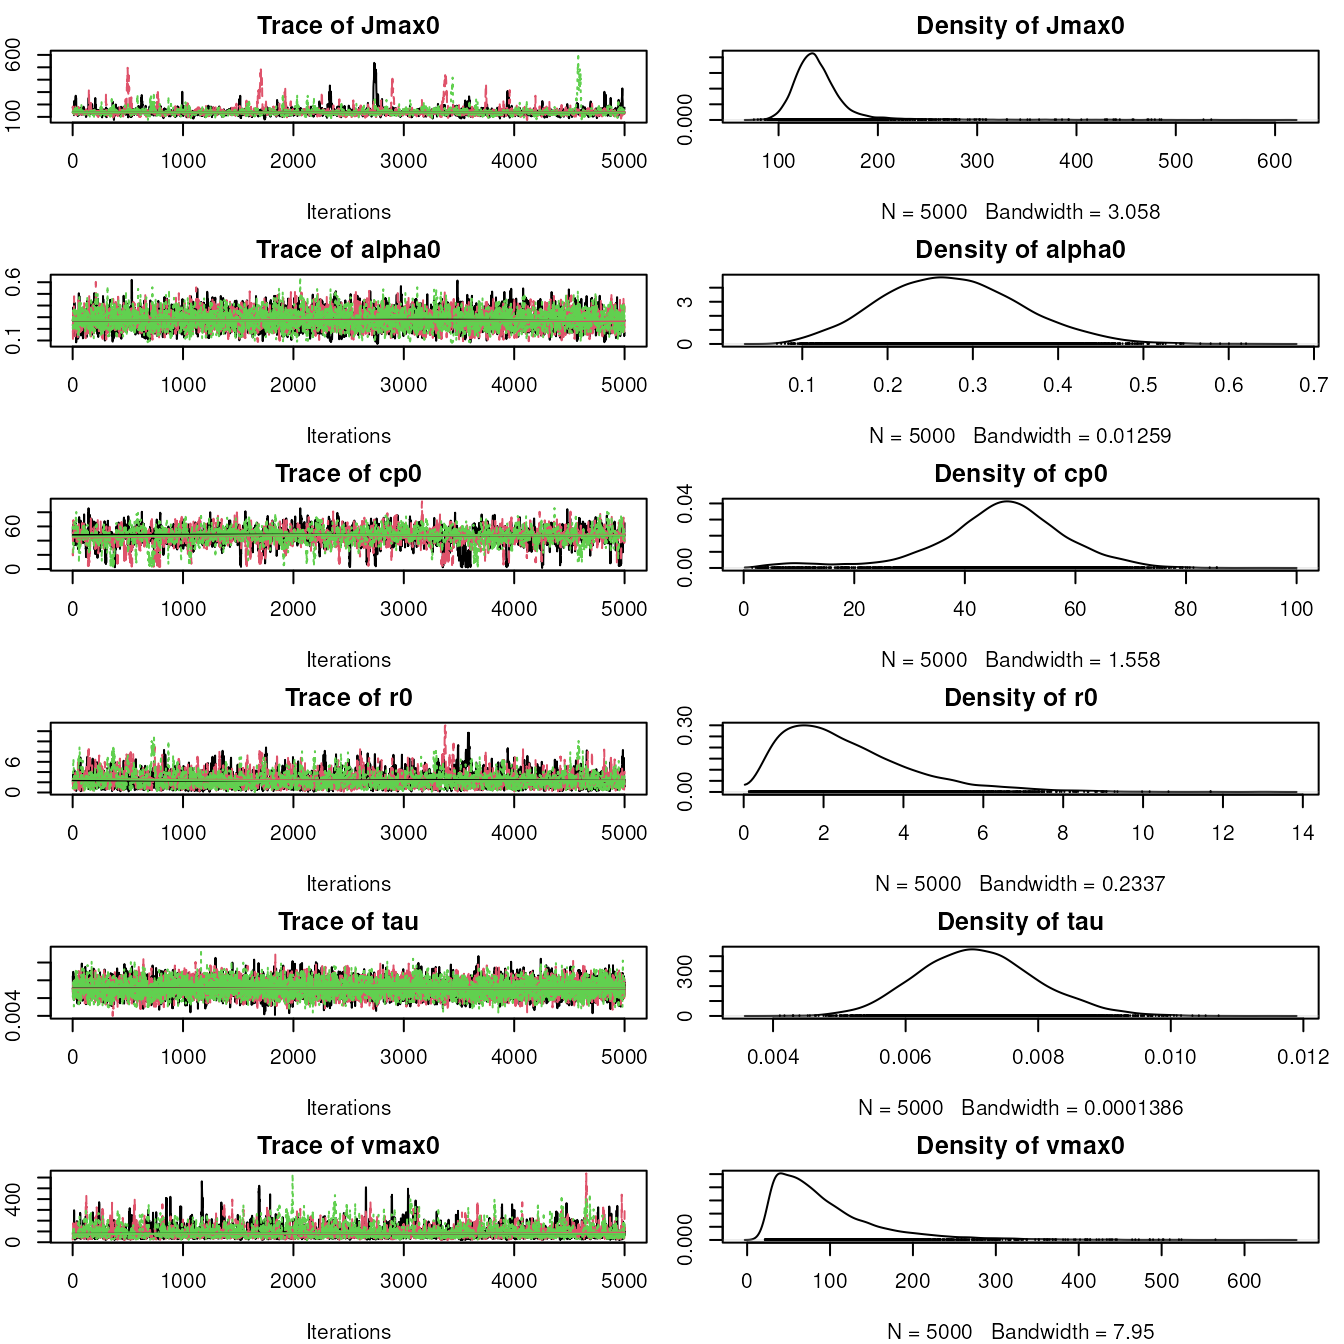 Trace of Jmax0
Density of Jmax0
100 600
0.000
0 1000 2000 3000 4000 5000
100 200 300 400 500 600
Iterations
N = 5000 Bandwidth = 3.058
Trace of alpha0
Density of alpha0
0.1 0.6
0 3
0 1000 2000 3000 4000 5000
0.1 0.2 0.3 0.4 0.5 0.6 0.7
Iterations
N = 5000 Bandwidth = 0.01259
Trace of cp0
Density of cp0
0 60
0.00 0.04
0 1000 2000 3000 4000 5000
0 20 40 60 80 100
Iterations
N = 5000 Bandwidth = 1.558
Trace of r0
Density of r0
0 6
0.00 0.30
0 1000 2000 3000 4000 5000
0 2 4 6 8 10 12 14
Iterations
N = 5000 Bandwidth = 0.2337
Trace of tau
Density of tau
0.004
0 300
0 1000 2000 3000 4000 5000
0.004 0.006 0.008 0.010 0.012
Iterations
N = 5000 Bandwidth = 0.0001386
Trace of vmax0
Density of vmax0
0 400
0.000
0 1000 2000 3000 4000 5000
0 100 200 300 400 500 600
Iterations
N = 5000 Bandwidth = 7.95